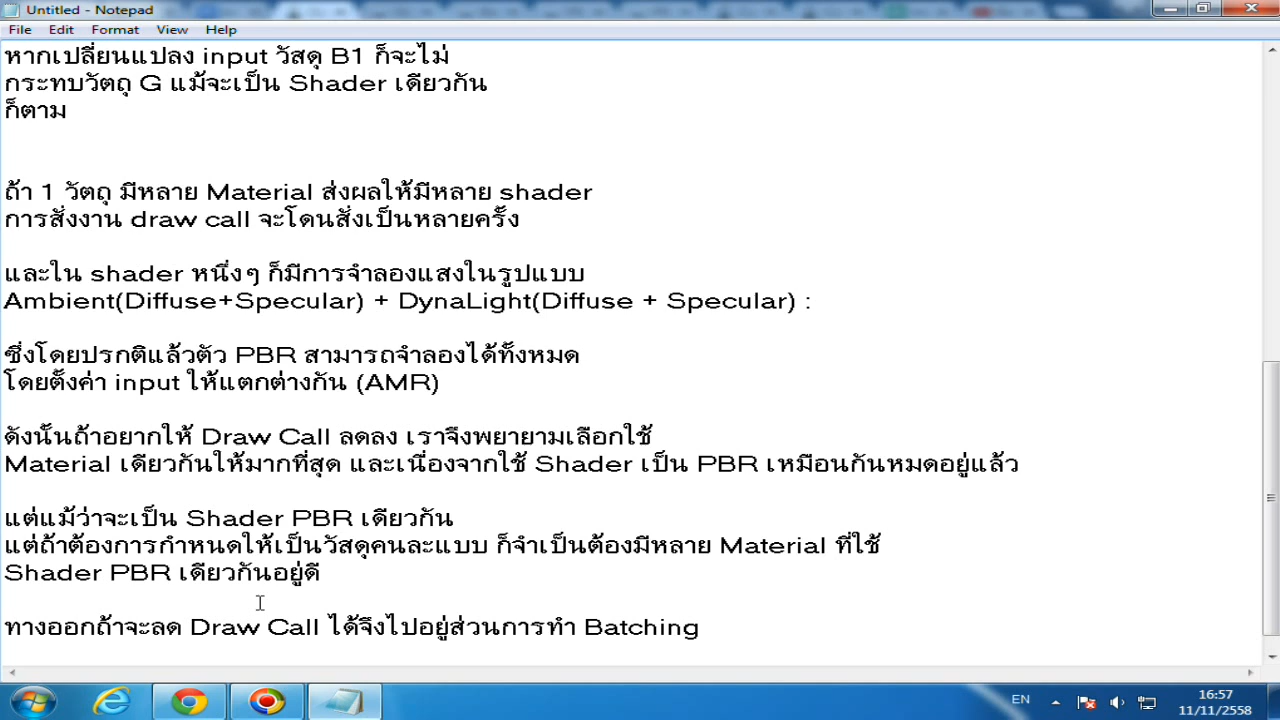 Untitled - Notepad
File Edit Format View Help
หากเปลี่ยนแปลง input วัสดุ B1 ก็จะไม่
กระทบวัตถุ G แม้จะเป็น Shader เดียวกัน
ก็ตาม
ถ้า 1 วัตถุ มีหลาย Material ส่งผลให้มีหลาย shader
การสั่งงาน draw call จะโดนสั่งเป็นหลายครั้ง
และใน shader หนึ่งๆ ก็มีการจำลองแสงในรูปแบบ
Ambient(Diffuse+Specular) + DynaLight(Diffuse + Specular) :
ซึ่งโดยปรกติแล้วตัว PBR สามารถจำลองได้ทั้งหมด
โดยตั้งค่า input ให้แตกต่างกัน (AMR)
ดังนั้นถ้าอยากให้ Draw Call ลดลง เราจึงพยายามเลือกใช้
Material เดียวกันให้มากที่สุด และเนื่องจากใช้ Shader เป็น PBR เหมือนกันหมดอยู่แล้ว
แต่แม้ว่าจะเป็น Shader PBR เดียวกัน
แต่ถ้าต้องการกำหนดให้เป็นวัสดุคนละแบบ ก็จำเป็นต้องมีหลาย Material ที่ใช้
Shader PBR เดียวกันอยู่ดี
ทางออกถ้าจะลด Draw Call ได้จึงไปอยู่ส่วนการทำ Batching
EN
16:57
11/11/2558